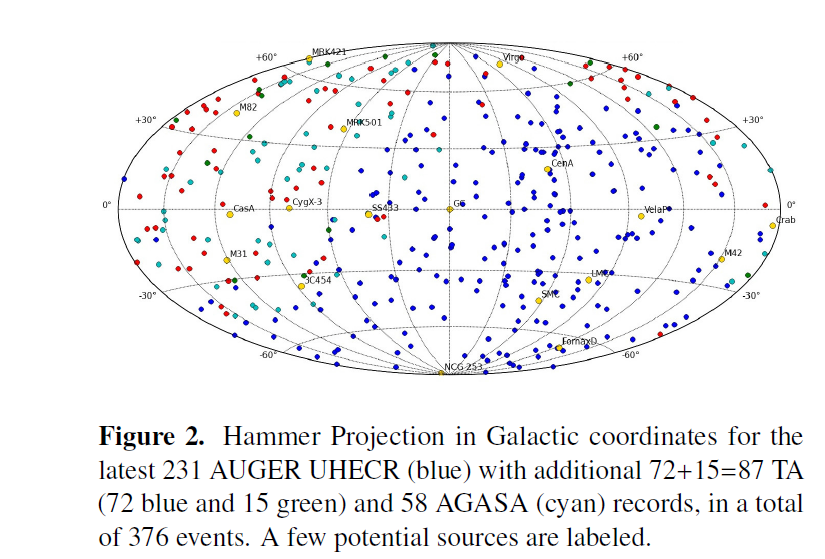 MRK421
Virgo
+60°
+60°
M82
+30°
MRK501
+30°
CenA
0°
CasA
CygX-3
SS433
GC
VelaP
0°
Crab
M31
M42
3C454
LMC
-30°
SMC
-30°
FornaxD
-60°
-60°
NCG 253
Figure 2. Hammer Projection in Galactic coordinates for the
latest 231 AUGER UHECR (blue) with additional 72+15=87 TA
(72 blue and 15 green) and 58 AGASA (cyan) records, in a total
of 376 events. A few potential sources are labeled.